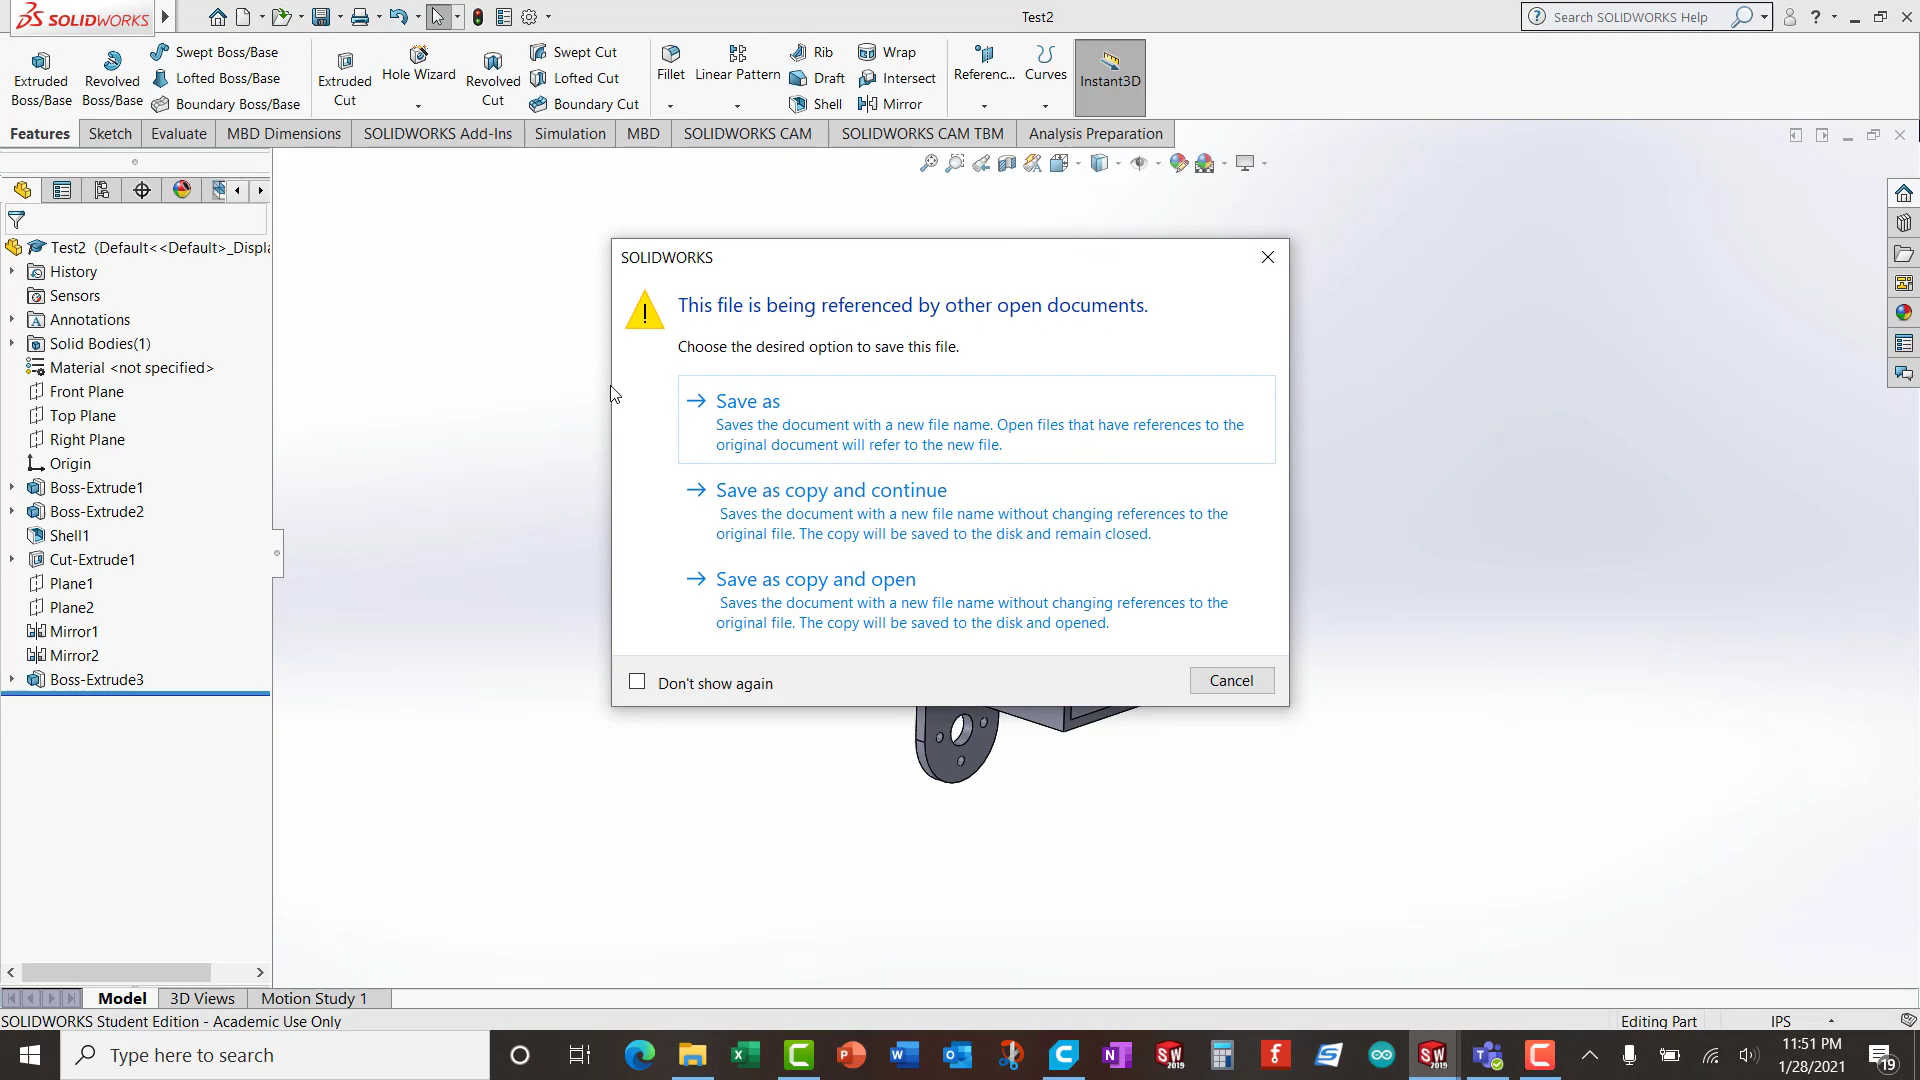 SOLIDWORKS
Test2
Search SOLIDWORKS Help
?
Extruded Boss/Base
Revolved Boss/Base
Swept Boss/Base
Lofted Boss/Base
Boundary Boss/Base
Extruded Cut
Hole Wizard
Revolved Cut
Swept Cut
Lofted Cut
Boundary Cut
Fillet
Linear Pattern
Rib
Draft
Shell
Wrap
Intersect
Mirror
Referenc...
Curves
Instant3D
Features
Sketch
Evaluate
MBD Dimensions
SOLIDWORKS Add-Ins
Simulation
MBD
SOLIDWORKS CAM
SOLIDWORKS CAM TBM
Analysis Preparation
Test2 (Default<<Default>_Displa
History
Sensors
Annotations
Solid Bodies(1)
Material <not specified>
Front Plane
Top Plane
Right Plane
Origin
Boss-Extrude1
Boss-Extrude2
Shell1
Cut-Extrude1
Plane1
Plane2
Mirror1
Mirror2
Boss-Extrude3
SOLIDWORKS
This file is being referenced by other open documents.
Choose the desired option to save this file.
Save as
Saves the document with a new file name. Open files that have references to the
original document will refer to the new file.
Save as copy and continue
Saves the document with a new file name without changing references to the
original file. The copy will be saved to the disk and remain closed.
Save as copy and open
Saves the document with a new file name without changing references to the
original file. The copy will be saved to the disk and opened.
Don't show again
Cancel
Model
3D Views
Motion Study 1
SOLIDWORKS Student Edition - Academic Use Only
Editing Part
IPS
Type here to search
11:51 PM
1/28/2021
19